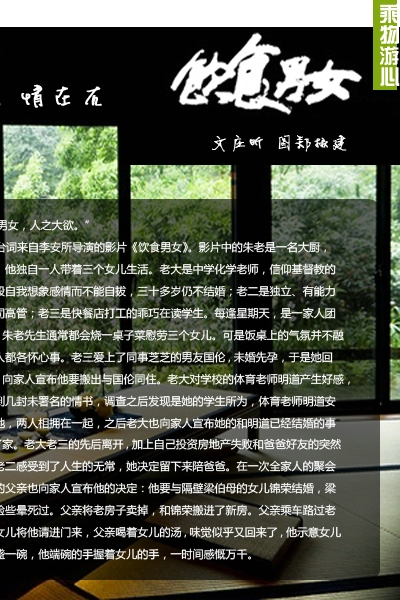 乘物游心
饮食男女
情在左
文庄昕 图郑椒建
男女，人之大欲。”
台词来自李安所导演的影片《饮食男女》。影片中的朱老是一名大厨，
他独自一人带着三个女儿生活。老大是中学化学老师，信仰基督教的
没自我想象感情而不能自拔，三十多岁仍不结婚；老二是独立、有能力
司高管；老三是快餐店打工的乖巧在读学生。每逢星期天，是一家人团
朱老先生通常都会烧一桌子菜慰劳三个女儿。可是饭桌上的气氛并不融
人都各怀心事。老三爱上了同事芝芝的男友国伦，未婚先孕，于是她回
向家人宣布他要搬出与国伦同住。老大对学校的体育老师明道产生好感，
到几封未署名的情书，调查之后发现是她的学生所为，体育老师明道安
她，两人相拥在一起，之后老大也向家人宣布她的和明道已经结婚的事
家。老大老三的先后离开，加上自己投资房地产失败和爸爸好友的突然
老二感受到了人生的无常，她决定留下来陪爸爸。在一次全家人的聚会
的父亲也向家人宣布他的决定：他要与隔壁梁伯母的女儿锦荣结婚，梁
险些晕死过。父亲将老房子卖掉，和锦荣搬进了新房。父亲乘车路过老
女儿将他请进门来，父亲喝着女儿的汤，味觉似乎又回来了，他示意女儿
盛一碗，他端碗的手握着女儿的手，一时间感慨万千。